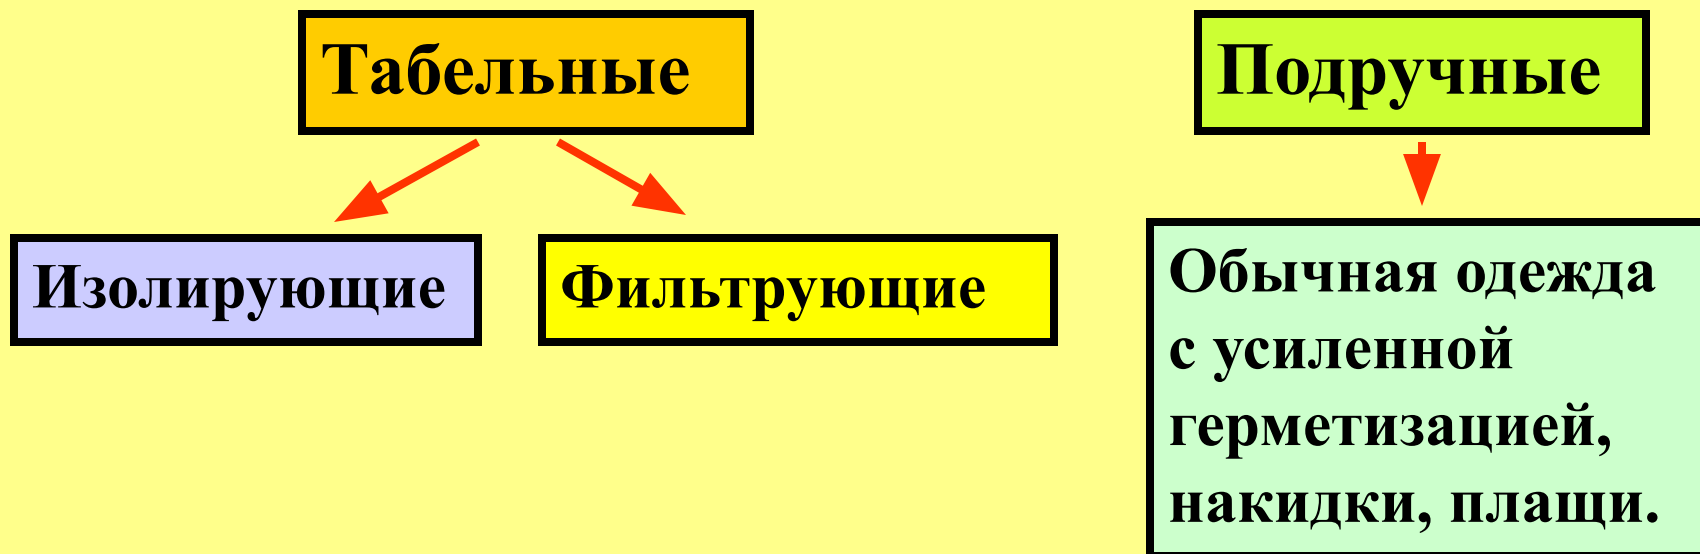 Табельные
Подручные
Изолирующие
Фильтрующие
Обычная одежда
с усиленной
герметизацией,
накидки, плащи.